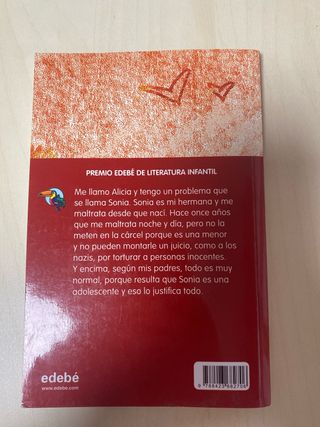 PREMIO EDEBÉ DE LITERATURA INFANTIL
Me llamo Alicia y tengo un problema que
se llama Sonia. Sonia es mi hermana y me
maltrata desde que nací. Hace once años
que me maltrata noche y día, pero no la
meten en la cárcel porque es una menor
y no pueden montarle un juicio, como a los
nazis, por torturar a personas inocentes.
Y encima, según mis padres, todo es muy
normal, porque resulta que Sonia es una
adolescente y eso lo justifica todo.
edebé
www.edebe.com
9 788423 682706